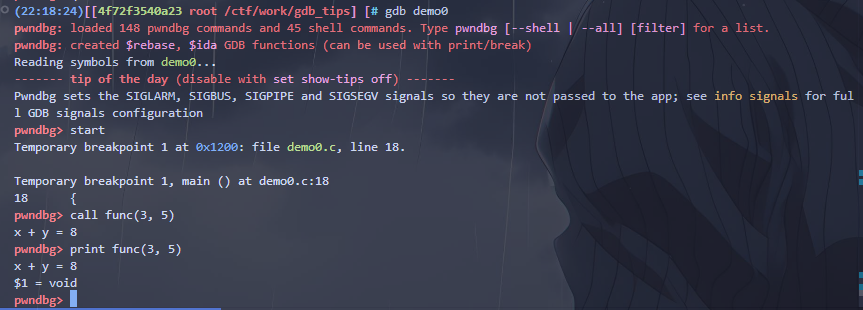 (22:18:24)[[4f72f3540a23 root /ctf/work/gdb_tips] [# gdb demo0
pwndbg: loaded 148 pwndbg commands and 45 shell commands. Type pwndbg [--shell | --all] [filter] for a list.
pwndbg: created $rebase, $ida GDB functions (can be used with print/break)
Reading symbols from demo0...
------- tip of the day (disable with set show-tips off) -------
Pwndbg sets the SIGLARM, SIGBUS, SIGPIPE and SIGSEGV signals so they are not passed to the app; see info signals for ful
l GDB signals configuration
pwndbg> start
Temporary breakpoint 1 at 0x1200: file demo0.c, line 18.
Temporary breakpoint 1, main () at demo0.c:18
18      {
pwndbg> call func(3, 5)
x + y = 8
pwndbg> print func(3, 5)
x + y = 8
$1 = void
pwndbg>